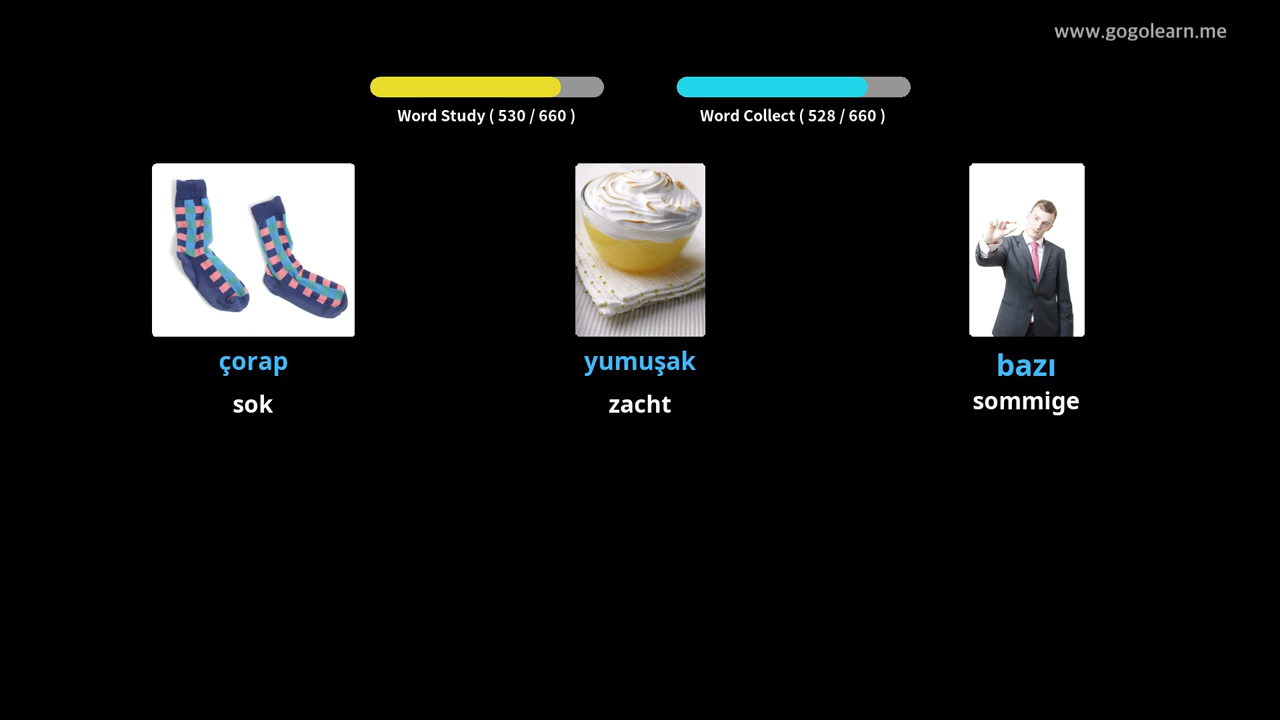 www.gogolearn.me
Word Study ( 530 / 660 )
Word Collect ( 528 / 660 )
çorap
yumuşak
bazı
sok
zacht
sommige